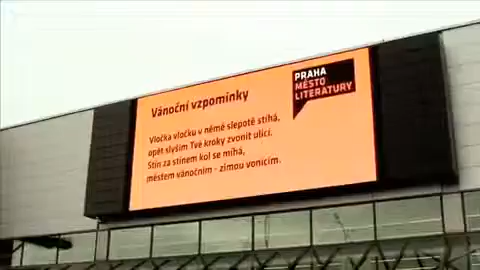 Vánoční vzpomínky
PRAHA
MĚSTO
LITERATURY
Vločka vločku v němé slepotě stíhá,
opět slyším Tvé kroky zvonit ulicí.
Stín za stínem kol se míhá,
městem vánočním - zimou vonícím.